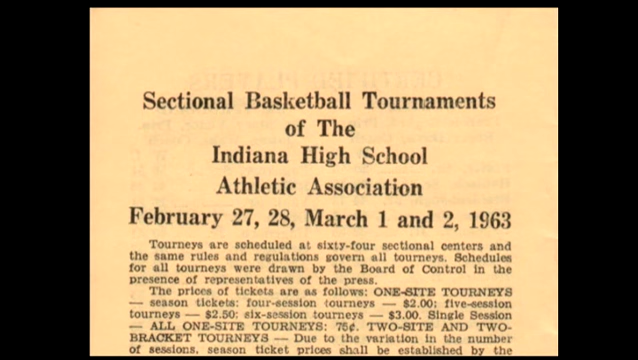 Sectional Basketball Tournaments
of The
Indiana High School
Athletic Association
February 27, 28, March 1 and 2, 1963
Tourneys are scheduled at sixty-four sectional centers and
the same rules and regulations govern all tourneys. Schedules
for all tourneys were drawn by the Board of Control in the
presence of representatives of the press.
The prices of tickets are as follows: ONE-SITE TOURNEYS
— season tickets: four-session tourneys — $2.00; five-session
tourneys — $2.50; six-session tourneys — $3.00. Single Session
— ALL ONE-SITE TOURNEYS: 75¢. TWO-SITE AND TWO-
BRACKET TOURNEYS — Due to the variation in the number
of sessions, season ticket prices shall be established by the